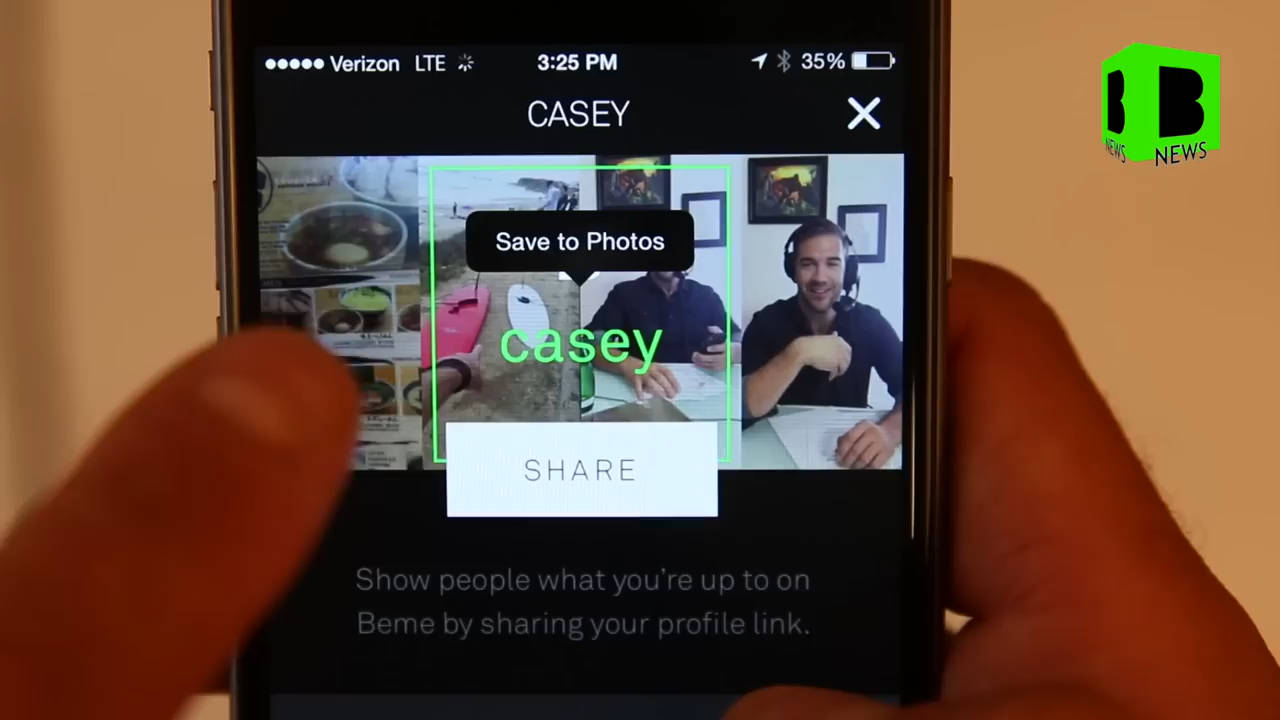 Verizon LTE 3:25 PM 35%
CASEY
B B
NEWS NEWS
Save to Photos
casey
SHARE
Show people what you're up to on
Beme by sharing your profile link.